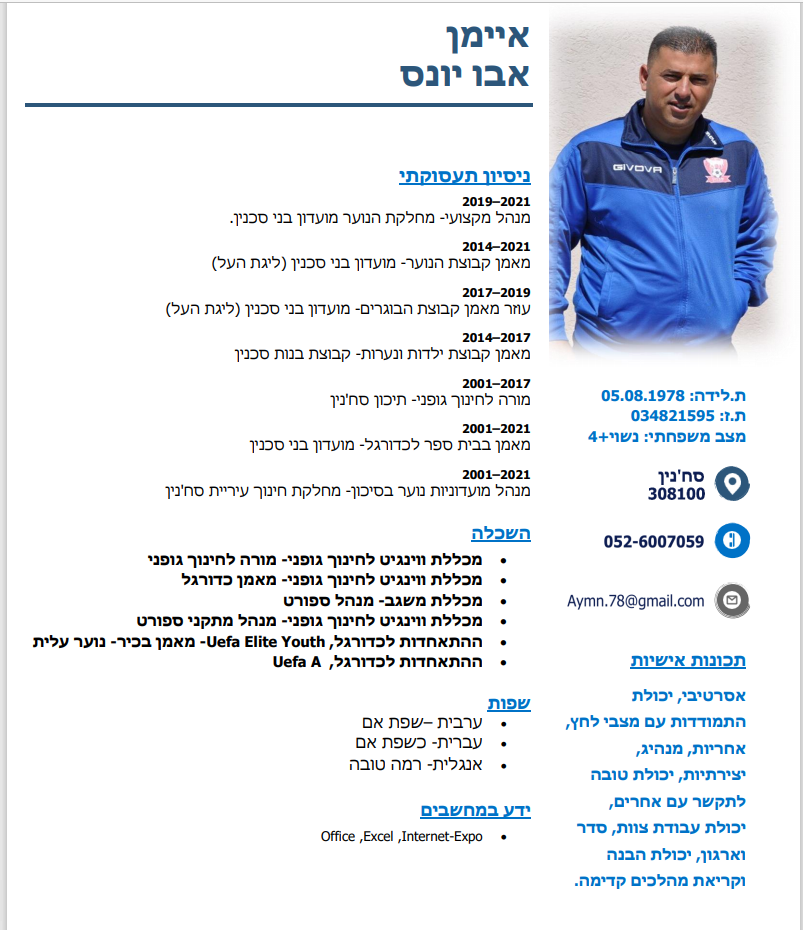 איימן
אבו יונס
ניסיון תעסוקתי
2019–2021
מנהל מקצועי- מחלקת הנוער מועדון בני סכנין.
2014–2021
מאמן קבוצת הנוער- מועדון בני סכנין (ליגת העל)
2017–2019
עוזר מאמן קבוצת הבוגרים- מועדון בני סכנין (ליגת העל)
2014–2017
מאמן קבוצת ילדות ונערות- קבוצת בנות סכנין
2001–2017
מורה לחינוך גופני- תיכון סח'נין
2001–2021
מאמן בבית ספר לכדורגל- מועדון בני סכנין
2001–2021
מנהל מועדוניות נוער בסיכון- מחלקת חינוך עיריית סח'נין
השכלה
• מכללת ווינגיט לחינוך גופני- מורה לחינוך גופני
• מכללת ווינגיט לחינוך גופני- מאמן כדורגל
• מכללת משגב- מנהל ספורט
• מכללת ווינגיט לחינוך גופני- מנהל מתקני ספורט
• ההתאחדות לכדורגל, Uefa Elite Youth- מאמן בכיר- נוער עלית
• ההתאחדות לכדורגל, Uefa A
שפות
• ערבית –שפת אם
• עברית- כשפת אם
• אנגלית- רמה טובה
ידע במחשבים
• Office ,Excel ,Internet-Expo
GIVOVA
ת.לידה: 05.08.1978
ת.ז: 034821595
מצב משפחתי: נשוי+4
סח'נין
308100
052-6007059
Aymn.78@gmail.com
תכונות אישיות
אסרטיבי, יכולת
התמודדות עם מצבי לחץ,
אחריות, מנהיג,
יצירתיות, יכולת טובה
לתקשר עם אחרים,
יכולת עבודת צוות, סדר
וארגון, יכולת הבנה
וקריאת מהלכים קדימה.